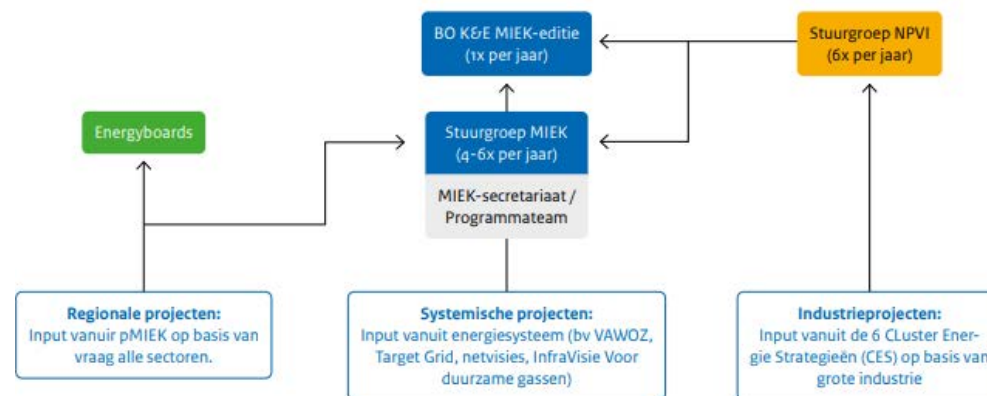 BO K&E MIEK-editie
(1x per jaar)
Stuurgroep NPVI
(6x per jaar)
Energyboards
Stuurgroep MIEK
(4-6x per jaar)
MIEK-secretariaat /
Programmateam
Regionale projecten:
Input vanuir pMIEK op basis van
vraag alle sectoren.
Systemische projecten:
Input vanuit energiesysteem (bv VAWOZ,
Target Grid, netvisies, InfraVisie Voor
duurzame gassen)
Industrieprojecten:
Input vanuit de 6 CLuster Ener-
gie Strategieën (CES) op basis van
grote industrie